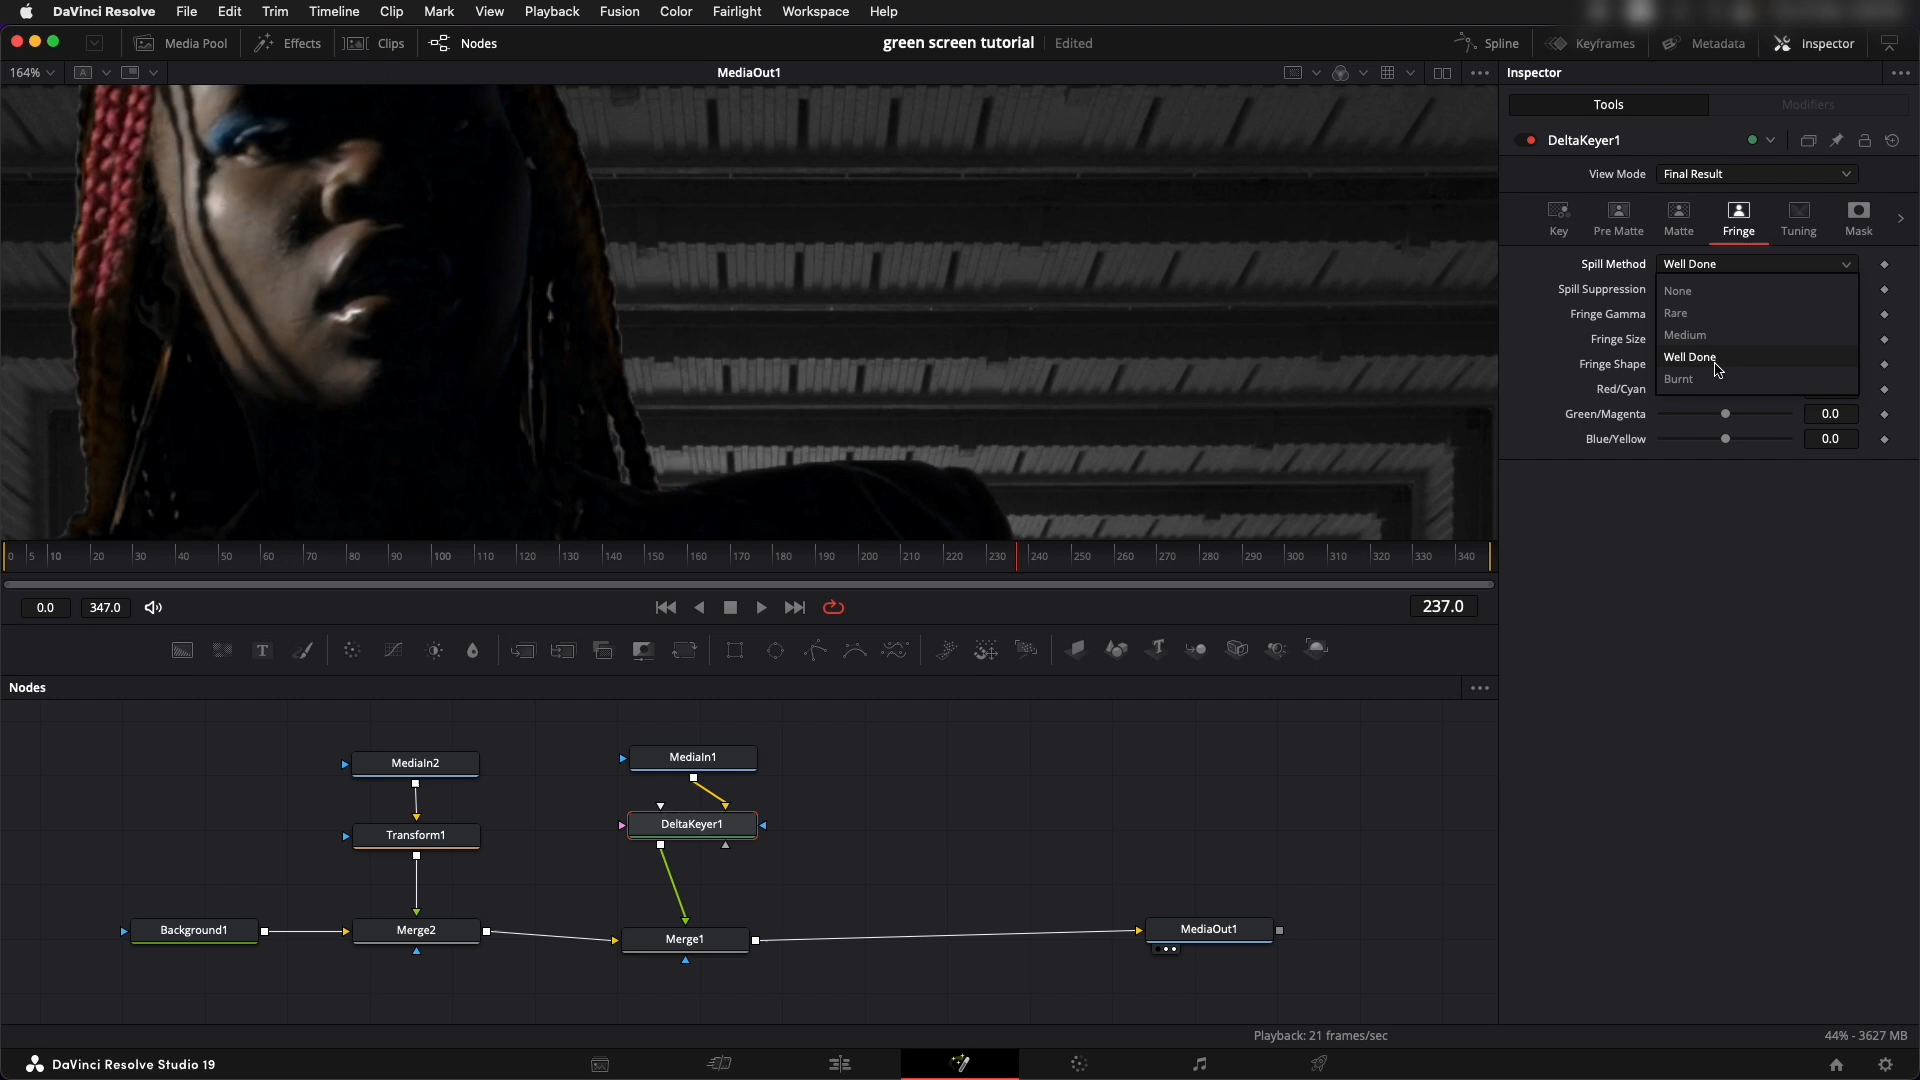 DaVinci Resolve File Edit Trim Timeline Clip Mark View Playback Fusion Color Fairlight Workspace Help
Media Pool Effects Clips Nodes green screen tutorial Edited Spline Keyframes Metadata Inspector
164% A MediaOut1 Inspector
Tools Modifiers
DeltaKeyer1
View Mode Final Result
Key Pre Matte Matte Fringe Tuning Mask
Spill Method Well Done
Spill Suppression None
Fringe Gamma Rare
Fringe Size Medium
Fringe Shape Well Done
Red/Cyan Burnt
Green/Magenta 0.0
Blue/Yellow 0.0
0 5 10 20 30 40 50 60 70 80 90 100 110 120 130 140 150 160 170 180 190 200 210 220 230 240 250 260 270 280 290 300 310 320 330 340
0.0 347.0 237.0
T T
Nodes
MediaIn2 MediaIn1
Transform1 DeltaKeyer1
Background1 Merge2 Merge1 MediaOut1
Playback: 21 frames/sec 44% - 3627 MB
DaVinci Resolve Studio 19